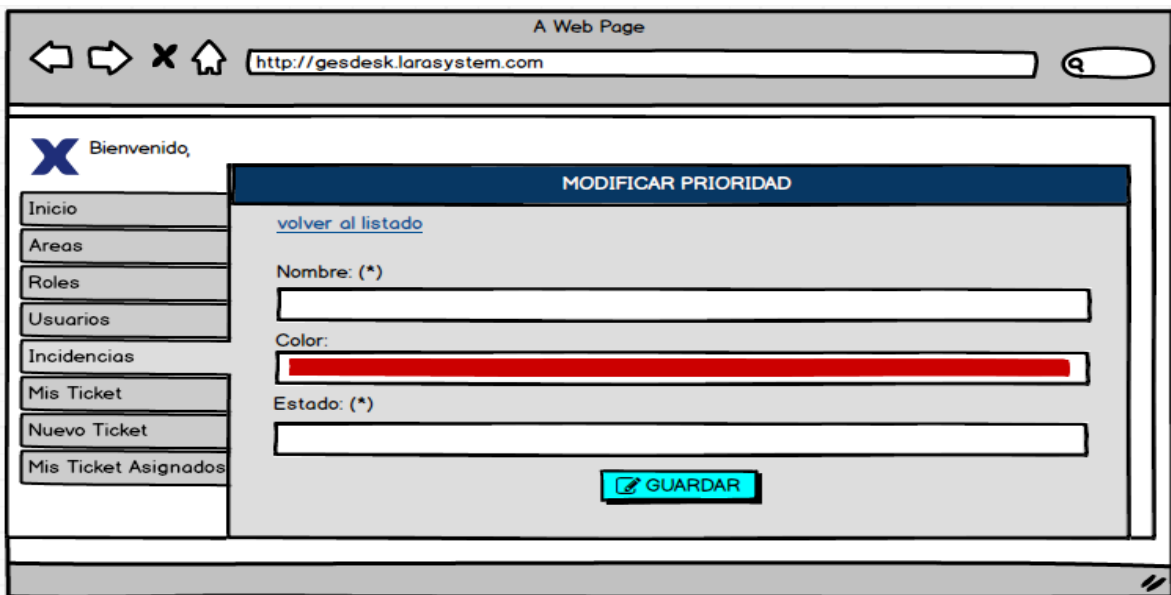 A Web Page
http://gesdesk.larasystem.com
Bienvenido,
MODIFICAR PRIORIDAD
Inicio
Areas
Roles
Usuarios
Incidencias
Mis Ticket
Nuevo Ticket
Mis Ticket Asignados
volver al listado
Nombre: (*)
Color:
Estado: (*)
GUARDAR